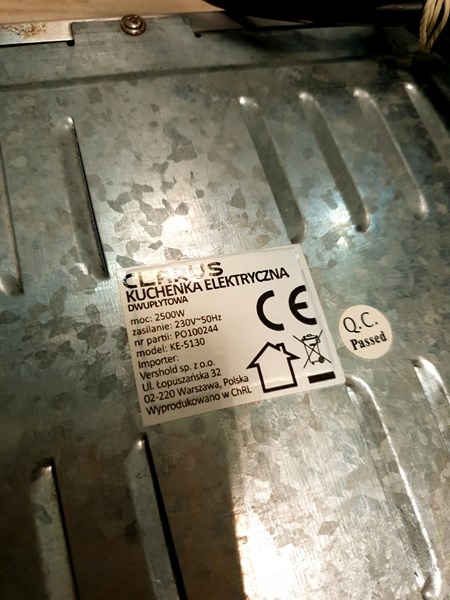 CLARUS
KUCHENKA ELEKTRYCZNA
DWUPŁYTOWA
moc: 2500W
zasilanie: 230V~50Hz
nr partii: PO100244
model: KE-5130
Importer:
Vershold sp. z o.o.
Ul. Łopuszańska 32
02-220 Warszawa, Polska
Wyprodukowano w ChRL
CE
Q.C.
Passed